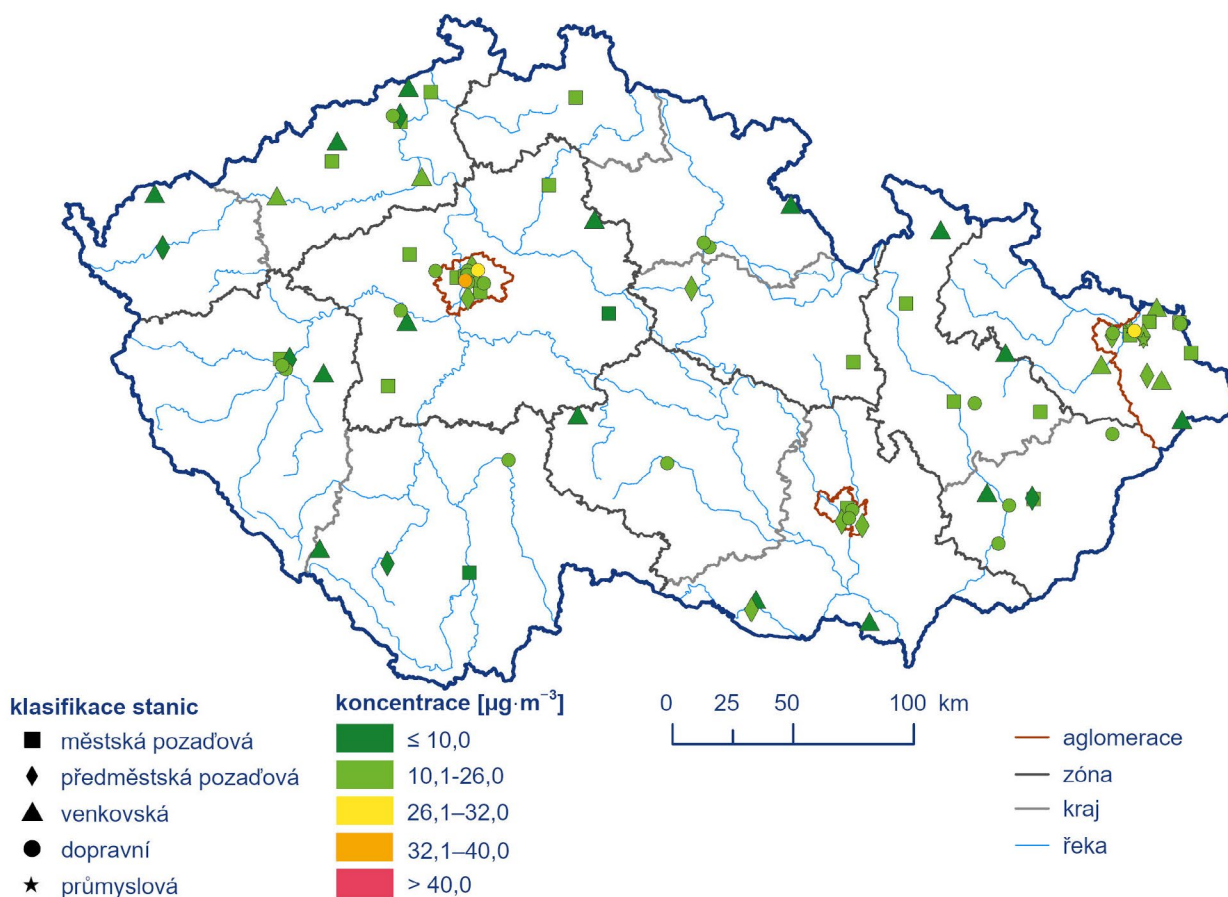 klasifikace stanic
městská pozaďová
předměstská pozaďová
venkovská
dopravní
průmyslová
koncentrace [µg·m⁻³]
≤ 10,0
10,1-26,0
26,1–32,0
32,1–40,0
> 40,0
0 25 50 100 km
aglomerace
zóna
kraj
řeka